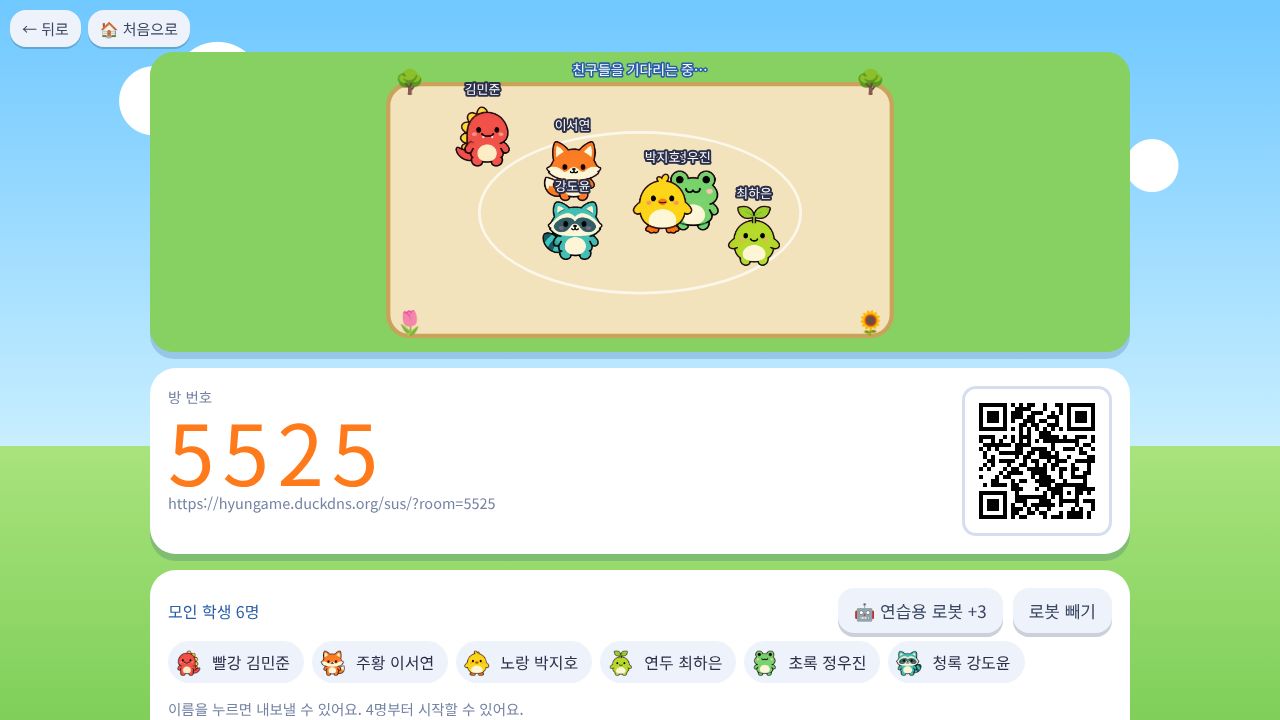 ← 뒤로
🏠 처음으로
친구들을 기다리는 중…
김민준
이서연
박지호 우진
강도윤
최하은
방 번호
5525
https://hyungame.duckdns.org/sus/?room=5525
모인 학생 6명
🤖 연습용 로봇 +3
로봇 빼기
빨강 김민준
주황 이서연
노랑 박지호
연두 최하은
초록 정우진
청록 강도윤
이름을 누르면 내보낼 수 있어요. 4명부터 시작할 수 있어요.